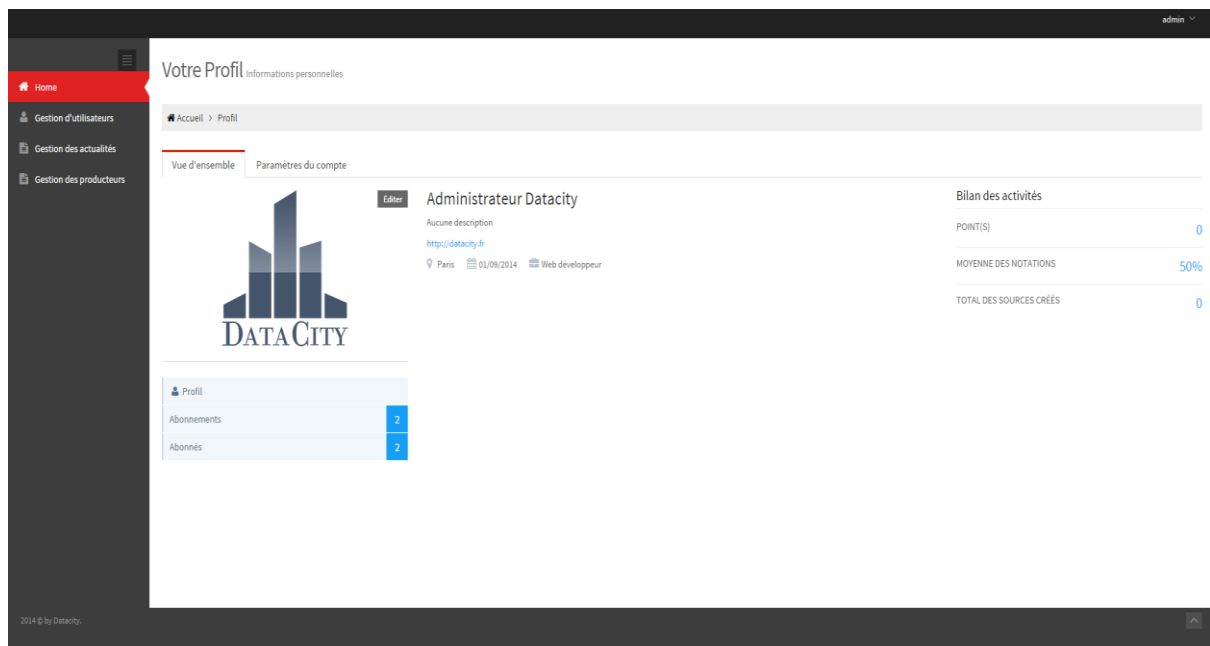 admin
Home
Gestion d'utilisateurs
Gestion des actualités
Gestion des producteurs
Votre Profil Informations personnelles
Accueil > Profil
Vue d'ensemble
Paramètres du compte
Éditer
DATACITY
Profil
Abonnements 2
Abonnés 2
Administrateur Datacity
Aucune description
http://datacity.fr
Paris 01/09/2014 Web développeur
Bilan des activités
POINT(S) 0
MOYENNE DES NOTATIONS 50%
TOTAL DES SOURCES CRÉÉS 0
2014 © by Datacity.